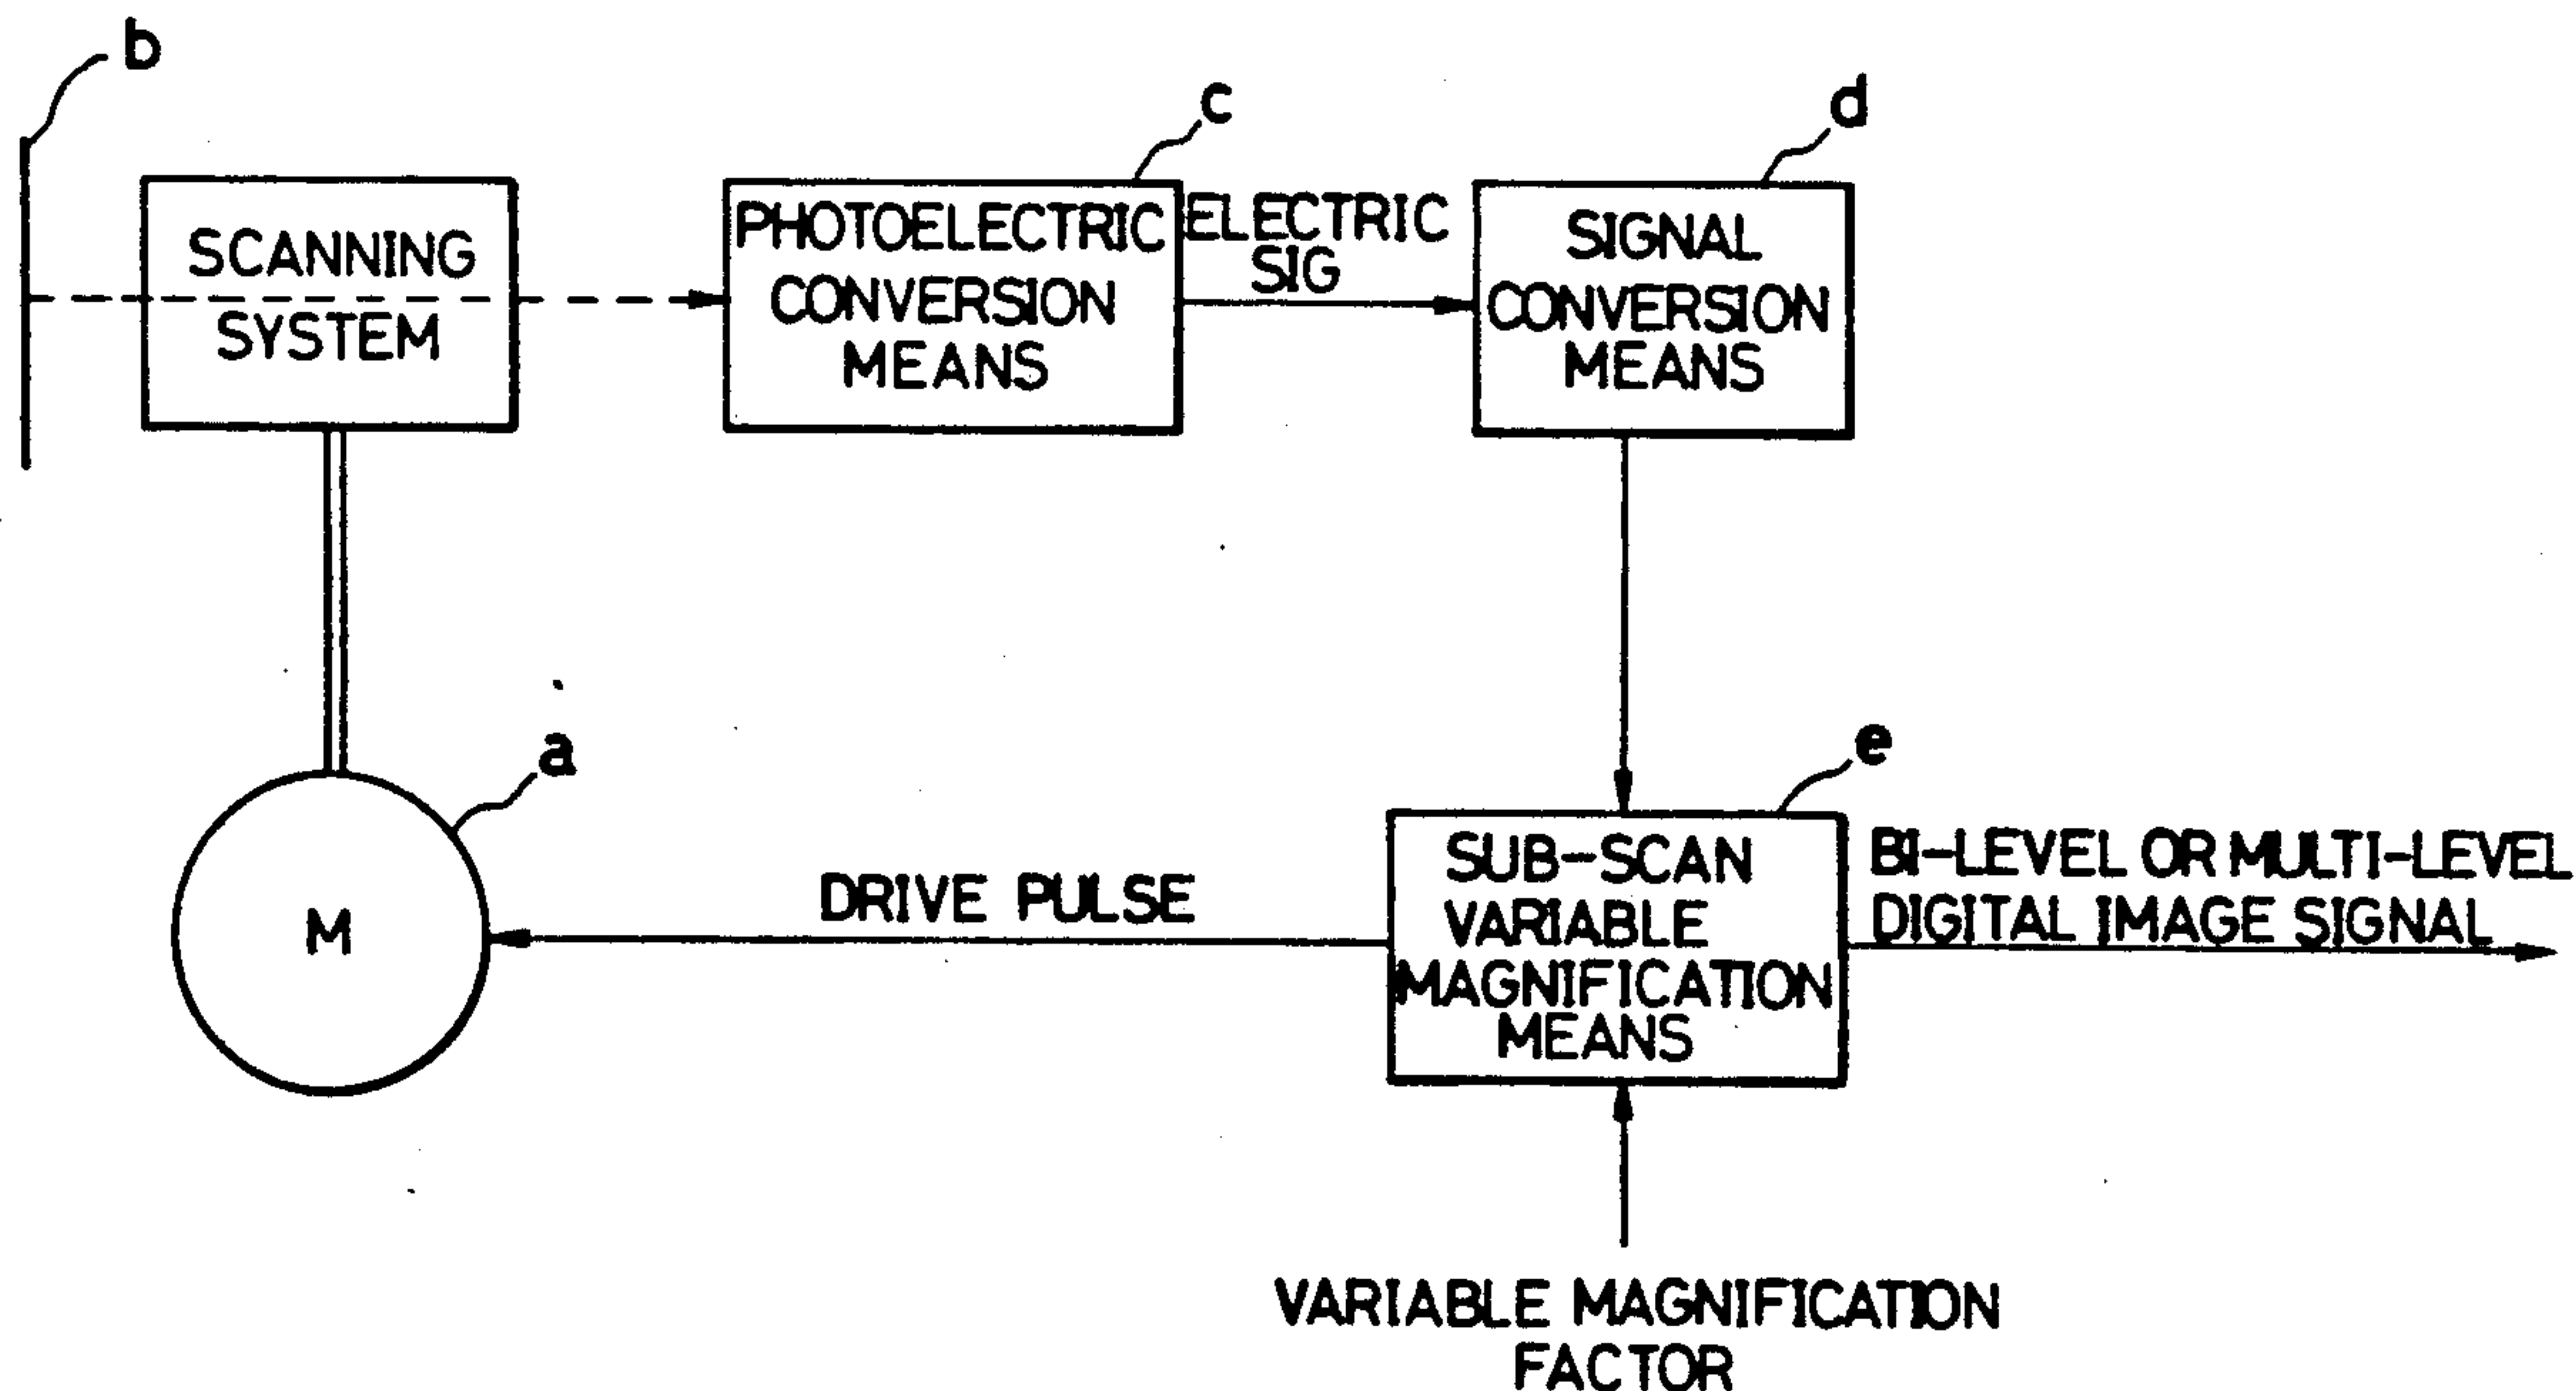 b
c
d
SCANNING
SYSTEM
PHOTOELECTRIC
CONVERSION
MEANS
ELECTRIC
SIG
SIGNAL
CONVERSION
MEANS
a
e
M
DRIVE PULSE
SUB-SCAN
VARIABLE
MAGNIFICATION
MEANS
BI-LEVEL OR MULTI-LEVEL
DIGITAL IMAGE SIGNAL
VARIABLE MAGNIFICATION
FACTOR